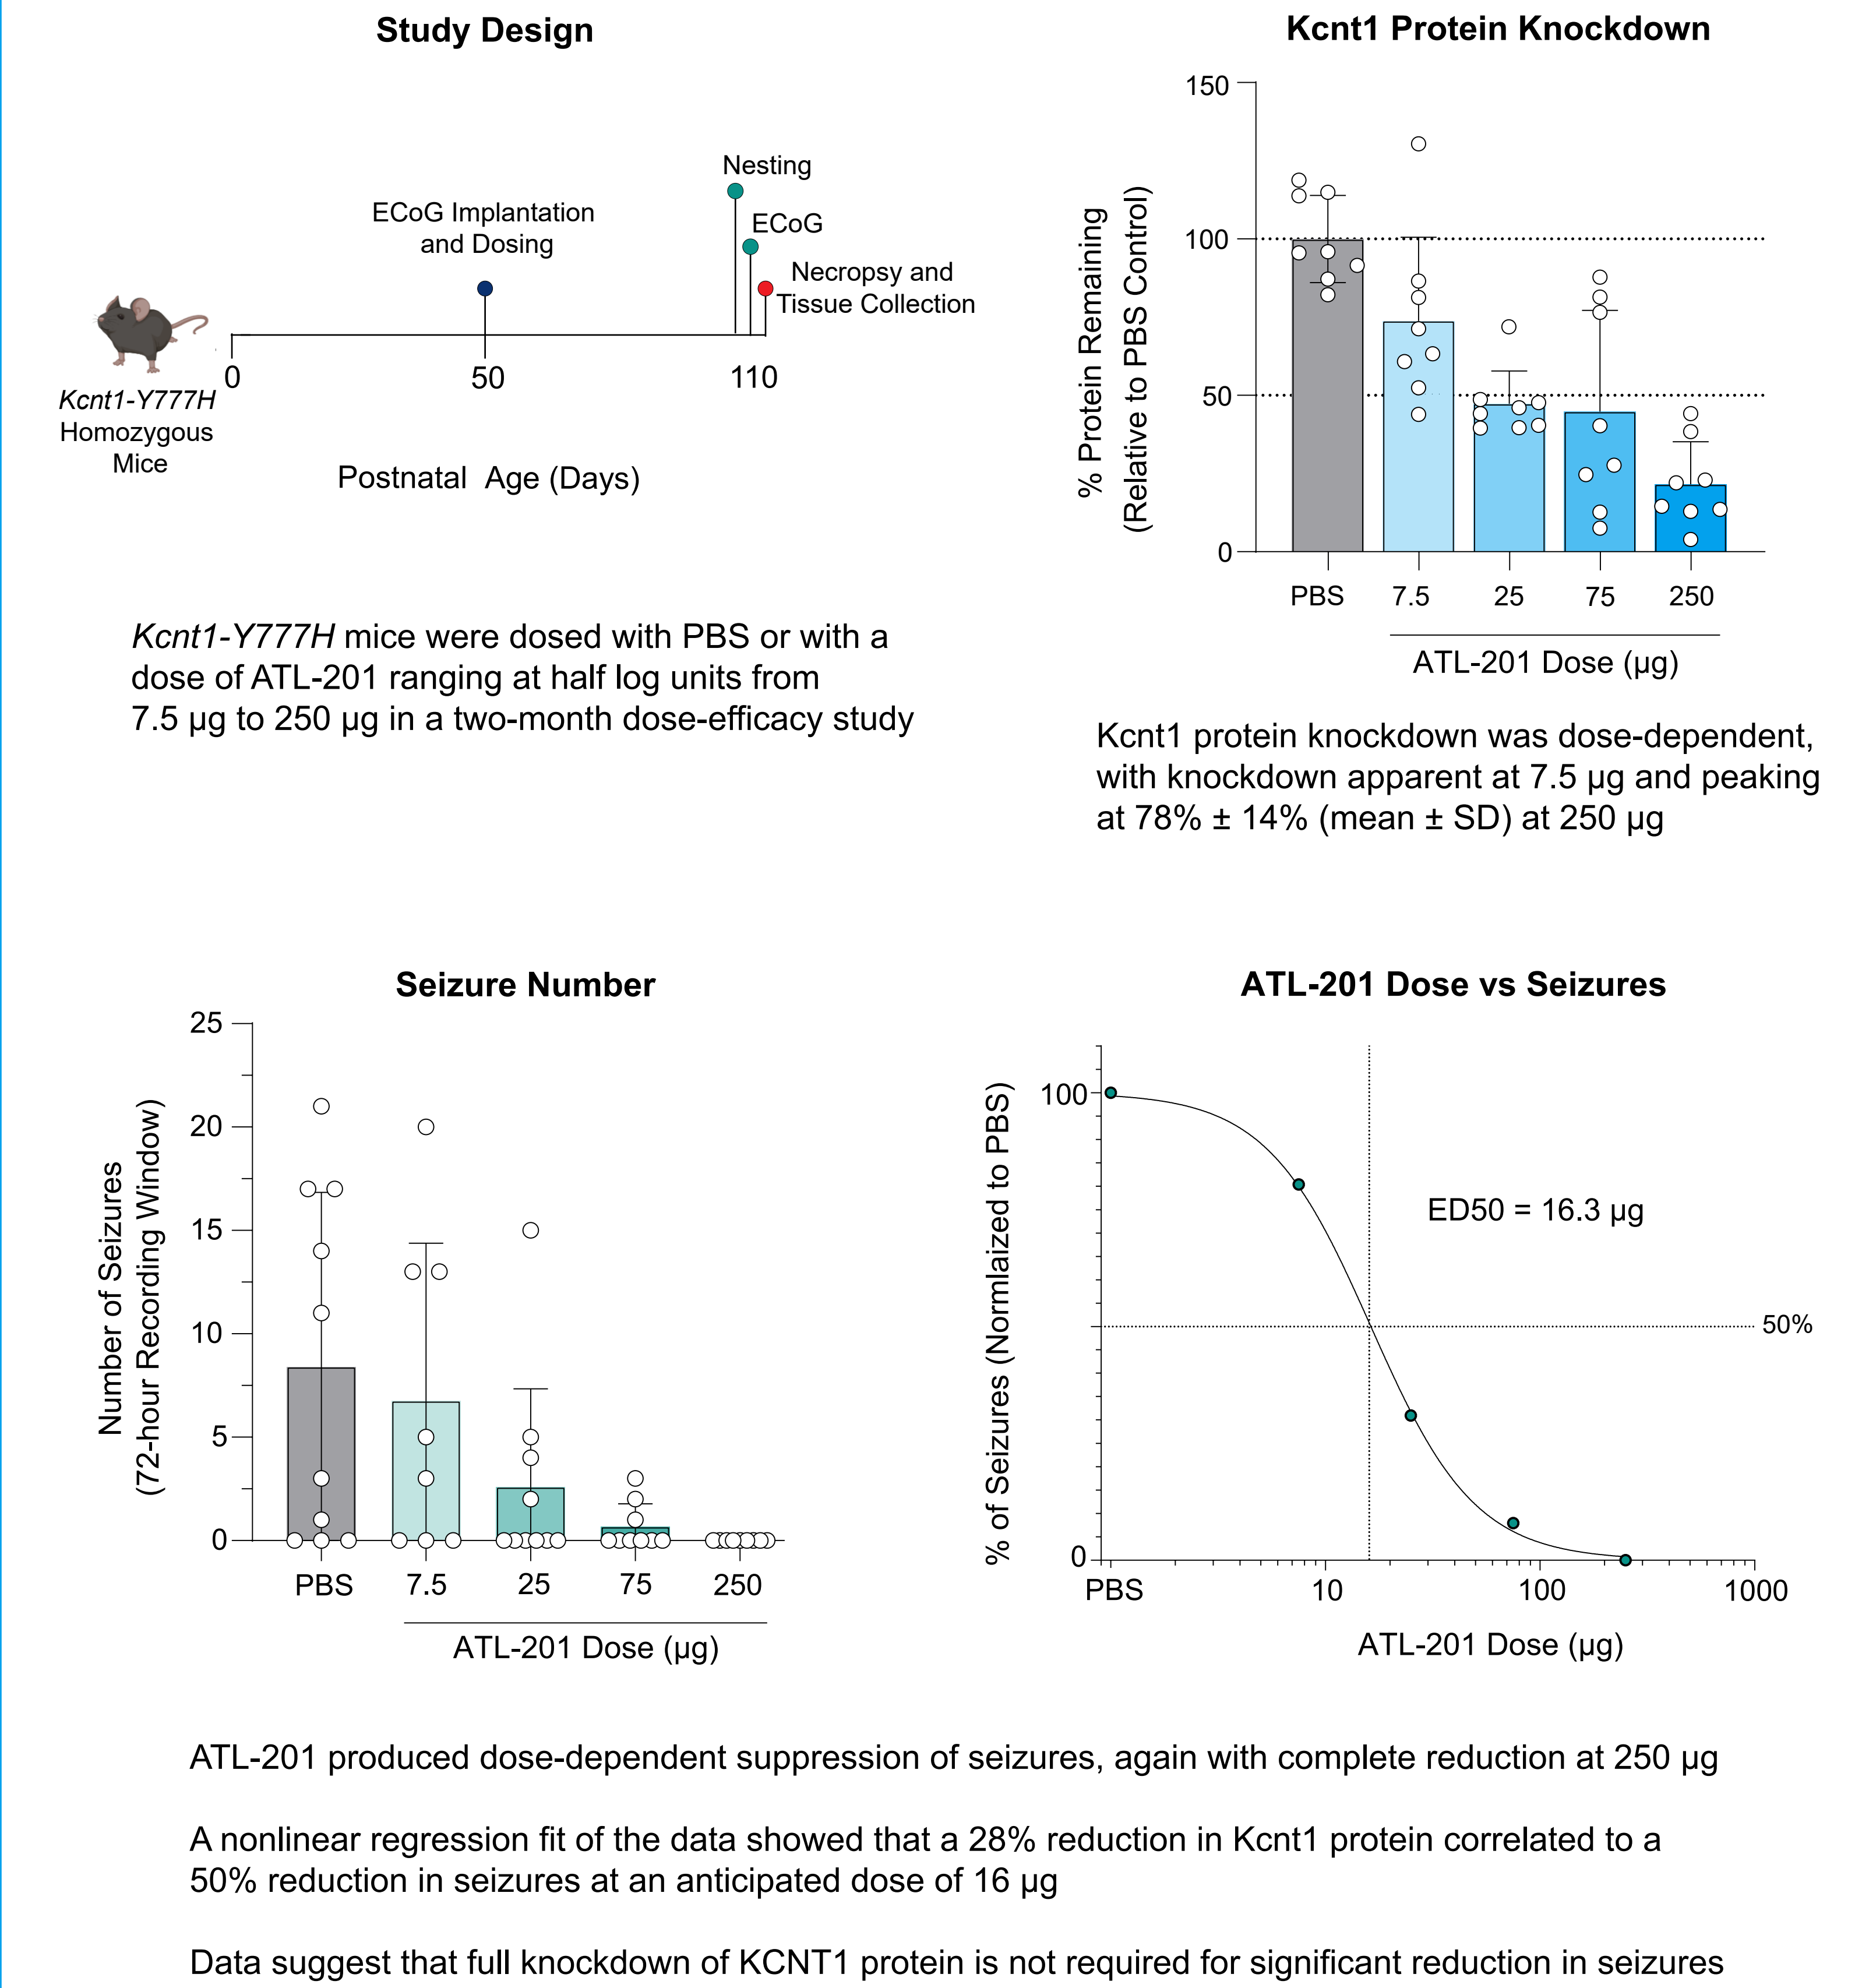 Study Design
Nesting
ECoG Implantation
and Dosing
ECoG
Necropsy and
Tissue Collection
0
50
110
Kcnt1-Y777H
Homozygous
Mice
Postnatal Age (Days)
Kcnt1-Y777H mice were dosed with PBS or with a
dose of ATL-201 ranging at half log units from
7.5 µg to 250 µg in a two-month dose-efficacy study
Kcnt1 Protein Knockdown
% Protein Remaining
(Relative to PBS Control)
150
100
50
0
PBS
7.5
25
75
250
ATL-201 Dose (µg)
Kcnt1 protein knockdown was dose-dependent,
with knockdown apparent at 7.5 µg and peaking
at 78% ± 14% (mean ± SD) at 250 µg
Seizure Number
Number of Seizures
(72-hour Recording Window)
25
20
15
10
5
0
PBS
7.5
25
75
250
ATL-201 Dose (µg)
ATL-201 Dose vs Seizures
% of Seizures (Normlaized to PBS)
100
0
ED50 = 16.3 µg
50%
PBS
10
100
1000
ATL-201 Dose (µg)
ATL-201 produced dose-dependent suppression of seizures, again with complete reduction at 250 µg
A nonlinear regression fit of the data showed that a 28% reduction in Kcnt1 protein correlated to a
50% reduction in seizures at an anticipated dose of 16 µg
Data suggest that full knockdown of KCNT1 protein is not required for significant reduction in seizures